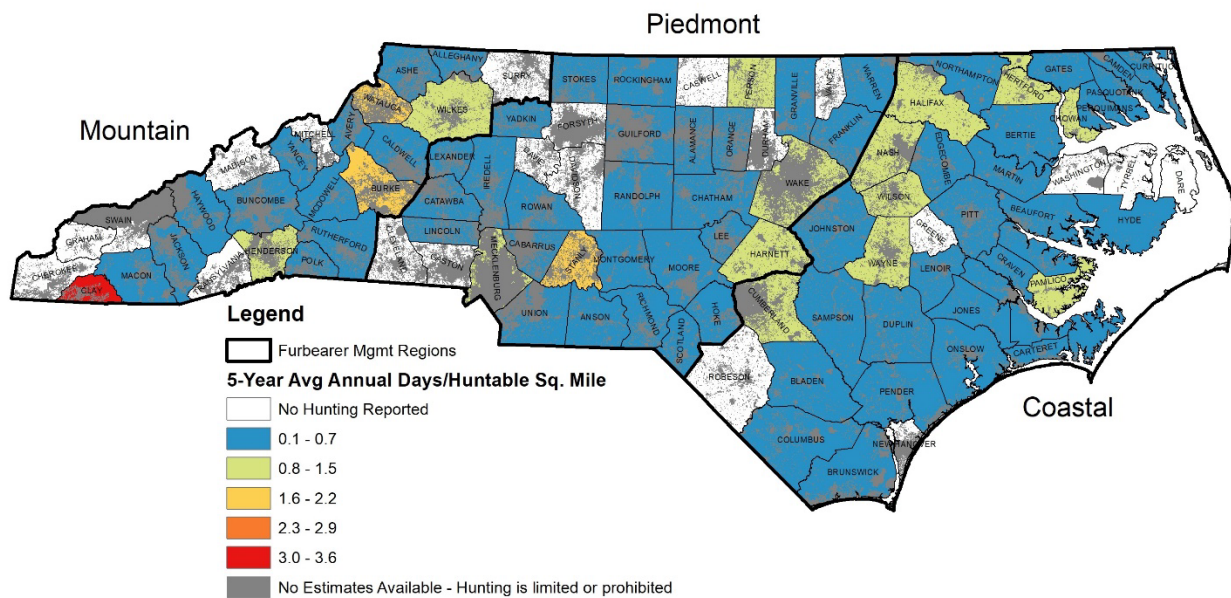 Piedmont
Mountain
Coastal
ALLEGHANY
ASHE
SURRY
STOKES
ROCKINGHAM
CASWELL
PERSON
GRANVILLE
VANCE
WARREN
NORTHAMPTON
HERTFORD
GATES
CAMDEN
PASQUOTANK
PERQUIMANS
CHOWAN
WATAUGA
WILKES
YADKIN
FORSYTH
GUILFORD
ALAMANCE
ORANGE
DURHAM
FRANKLIN
HALIFAX
BERTIE
MITCHELL
AVERY
CALDWELL
ALEXANDER
IREDELL
DAVIDSON
WAKE
NASH
EDGECOMBE
MARTIN
WASHINGTON
TYRRELL
DARE
MADISON
YANCEY
BURKE
CATAWBA
ROWAN
RANDOLPH
CHATHAM
WILSON
PITT
BEAUFORT
HYDE
SWAIN
HAYWOOD
BUNCOMBE
MCDOWELL
RUTHERFORD
LINCOLN
CABARRUS
STANLY
MONTGOMERY
MOORE
LEE
HARNETT
JOHNSTON
WAYNE
GREENE
LENOIR
CRAVEN
PAMLICO
GRAHAM
CHEROKEE
CLAY
MACON
JACKSON
HENDERSON
POLK
GASTON
MECKLENBURG
UNION
ANSON
RICHMOND
SCOTLAND
HOKE
CUMBERLAND
SAMPSON
DUPLIN
JONES
ONSLOW
CARTERET
ROBESON
BLADEN
PENDER
COLUMBUS
NEW HANOVER
BRUNSWICK
Legend
Furbearer Mgmt Regions
5-Year Avg Annual Days/Huntable Sq. Mile
No Hunting Reported
0.1 - 0.7
0.8 - 1.5
1.6 - 2.2
2.3 - 2.9
3.0 - 3.6
No Estimates Available - Hunting is limited or prohibited